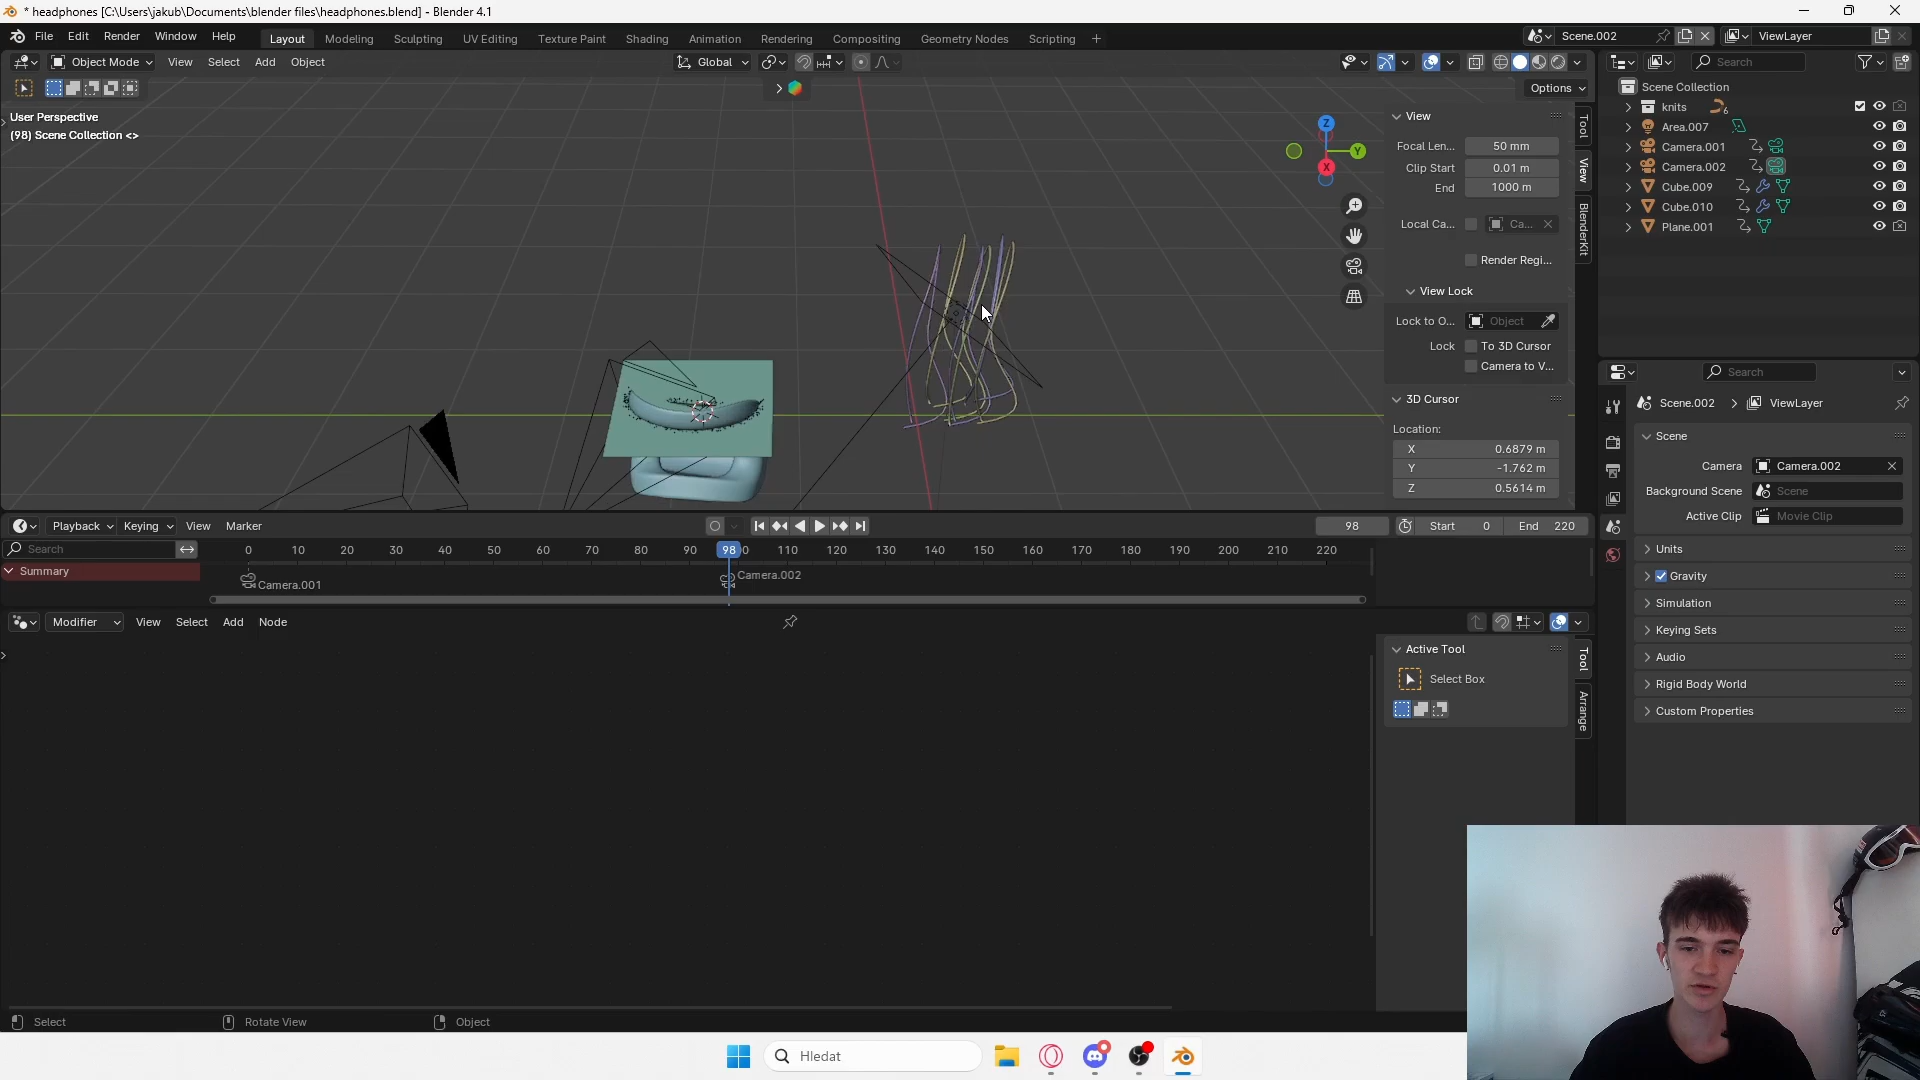 * headphones [C:\Users\jakub\Documents\blender files\headphones.blend] - Blender 4.1
File Edit Render Window Help Layout Modeling Sculpting UV Editing Texture Paint Shading Animation Rendering Compositing Geometry Nodes Scripting + Scene.002 ViewLayer
Object Mode View Select Add Object Global Search
Options
User Perspective
(98) Scene Collection <>
Z
Y
X
View
Focal Len... 50 mm
Clip Start 0.01 m
End 1000 m
Local Ca... Ca...
Render Regi...
View Lock
Lock to O... Object
Lock To 3D Cursor
Camera to V...
3D Cursor
Location:
X 0.6879 m
Y -1.762 m
Z 0.5614 m
Tool
View
BlenderKit
Scene Collection
knits 6
Area.007
Camera.001
Camera.002
Cube.009
Cube.010
Plane.001
Search
Scene.002 ViewLayer
Scene
Camera Camera.002
Background Scene Scene
Active Clip Movie Clip
Units
Gravity
Simulation
Keying Sets
Audio
Rigid Body World
Custom Properties
Playback Keying View Marker 98 Start 0 End 220
Search 0 10 20 30 40 50 60 70 80 90 98 110 120 130 140 150 160 170 180 190 200 210 220
Summary
Camera.001
Camera.002
Modifier View Select Add Node
Active Tool
Select Box
Tool
Arrange
Select Rotate View Object
Hledat